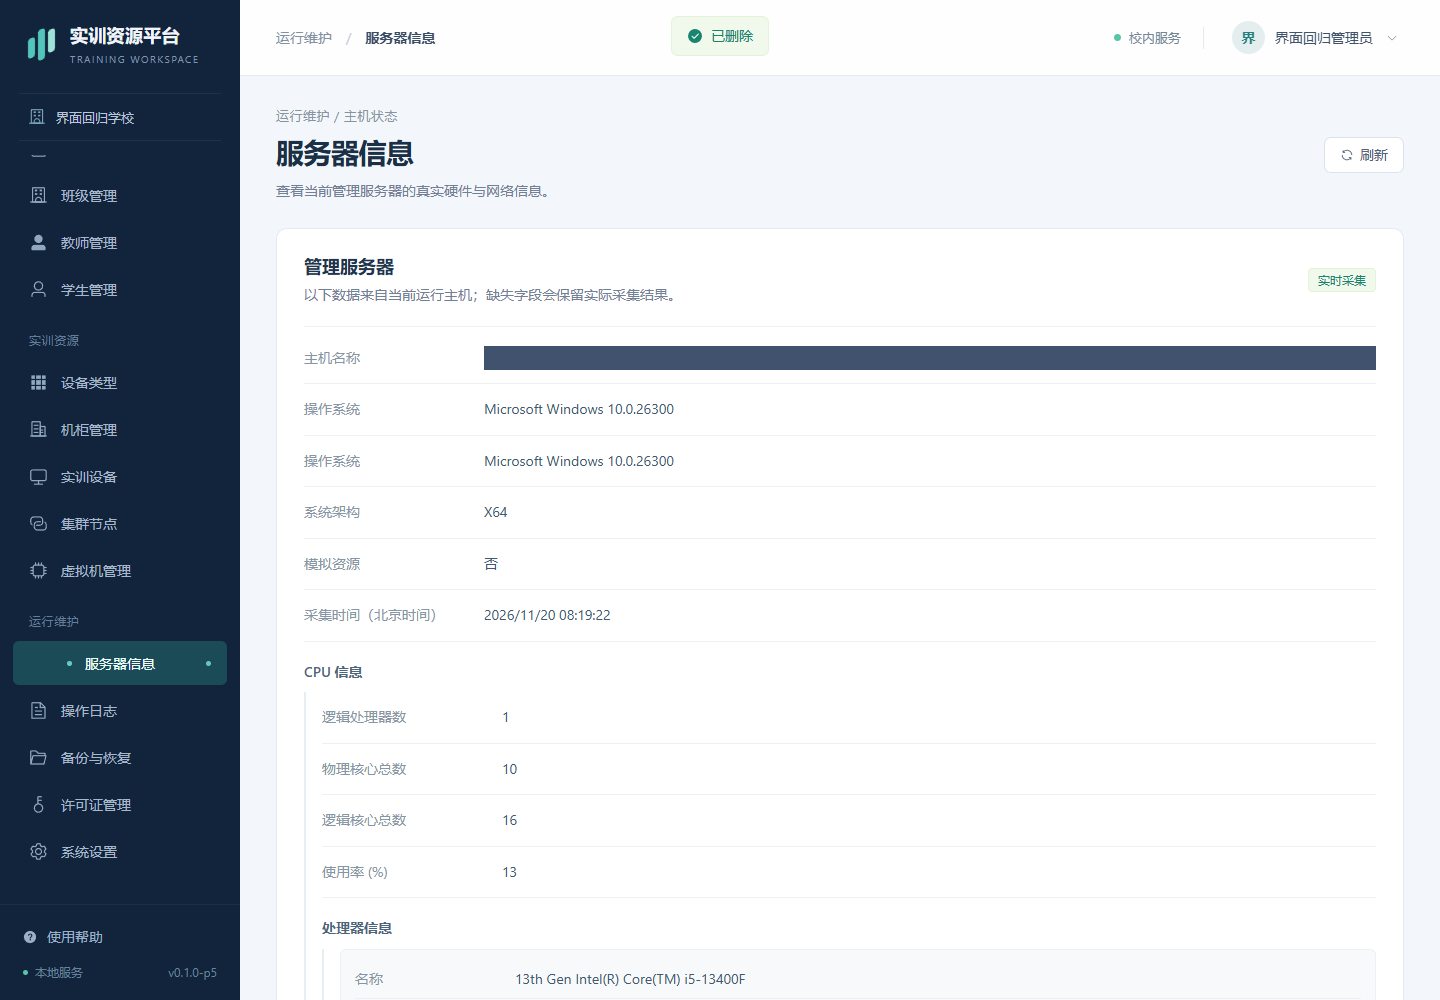 实训资源平台
TRAINING WORKSPACE
界面回归学校
班级管理
教师管理
学生管理
实训资源
设备类型
机柜管理
实训设备
集群节点
虚拟机管理
运行维护
服务器信息
操作日志
备份与恢复
许可证管理
系统设置
使用帮助
本地服务 v0.1.0-p5
运行维护 / 服务器信息
已删除
校内服务
界 界面回归管理员
运行维护 / 主机状态
服务器信息
查看当前管理服务器的真实硬件与网络信息。
刷新
管理服务器
以下数据来自当前运行主机；缺失字段会保留实际采集结果。
实时采集
主机名称
操作系统 Microsoft Windows 10.0.26300
操作系统 Microsoft Windows 10.0.26300
系统架构 X64
模拟资源 否
采集时间（北京时间） 2026/11/20 08:19:22
CPU 信息
逻辑处理器数 1
物理核心总数 10
逻辑核心总数 16
使用率 (%) 13
处理器信息
名称 13th Gen Intel(R) Core(TM) i5-13400F